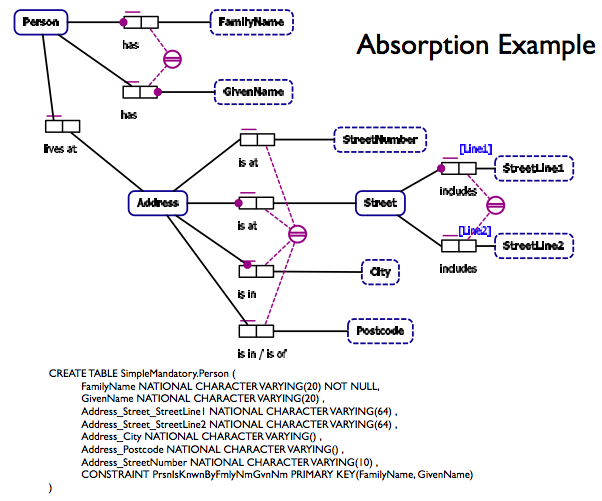 Person
FamilyName
has
Absorption Example
GivenName
has
lives at
StreetNumber
is at
[Line1]
StreetLine1
includes
Address
Street
is at
[Line2]
StreetLine2
includes
City
is in
Postcode
is in / is of
CREATE TABLE SimpleMandatory.Person (
FamilyName NATIONAL CHARACTER VARYING(20) NOT NULL,
GivenName NATIONAL CHARACTER VARYING(20) ,
Address_Street_StreetLine1 NATIONAL CHARACTER VARYING(64) ,
Address_Street_StreetLine2 NATIONAL CHARACTER VARYING(64) ,
Address_City NATIONAL CHARACTER VARYING() ,
Address_Postcode NATIONAL CHARACTER VARYING() ,
Address_StreetNumber NATIONAL CHARACTER VARYING(10) ,
CONSTRAINT PrsnIsKnwnByFmlyNmGvnNm PRIMARY KEY(FamilyName, GivenName)
)